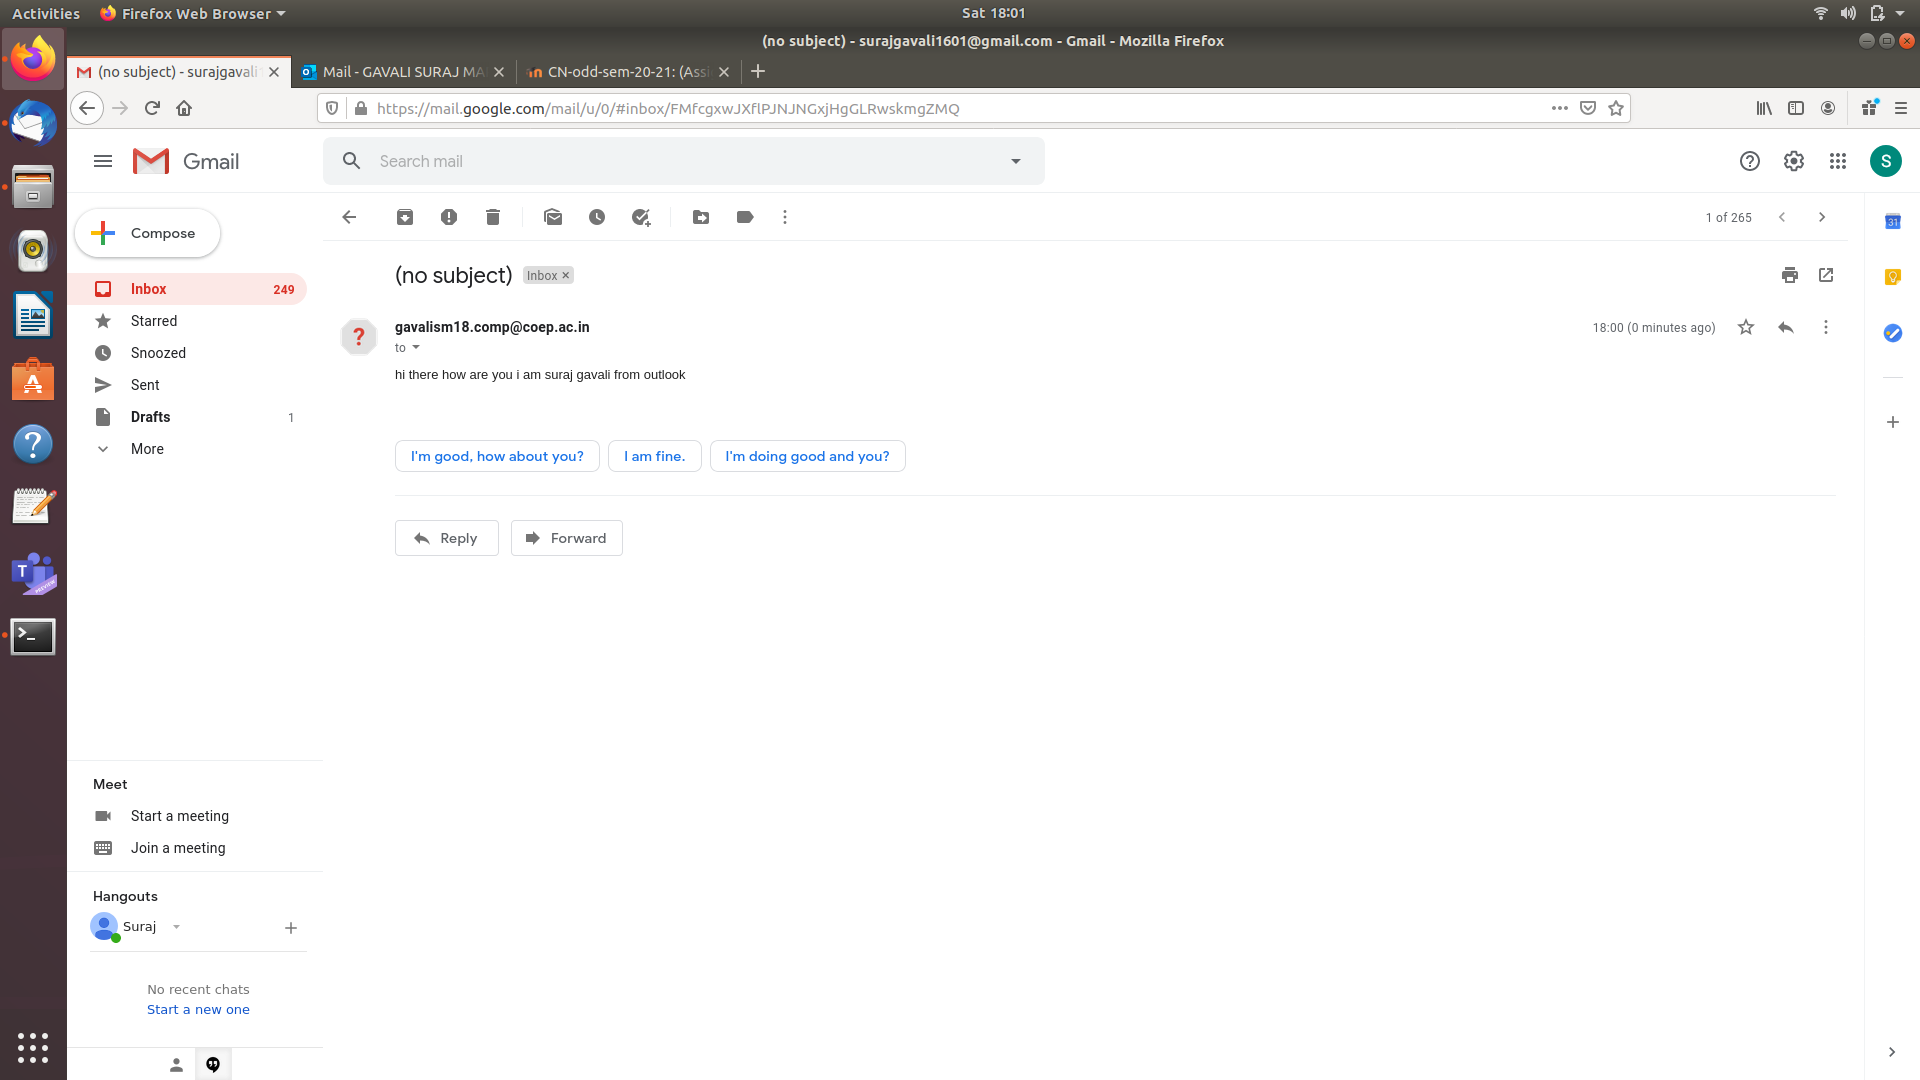 Activities Firefox Web Browser Sat 18:01
(no subject) - surajgavali1601@gmail.com - Gmail - Mozilla Firefox
(no subject) - surajgavali Mail - GAVALI SURAJ MA CN-odd-sem-20-21: (Assi
https://mail.google.com/mail/u/0/#inbox/FMfcgxwJXflPJNJNGxjHgGLRwskmgZMQ
Gmail Search mail S
Compose 1 of 265 31
(no subject) Inbox ×
Inbox 249
Starred
Snoozed
Sent
Drafts 1
More
gavalism18.comp@coep.ac.in 18:00 (0 minutes ago)
to
hi there how are you i am suraj gavali from outlook
I'm good, how about you? I am fine. I'm doing good and you?
Reply Forward
T
PREVIEW
Meet
Start a meeting
Join a meeting
Hangouts
Suraj
No recent chats
Start a new one